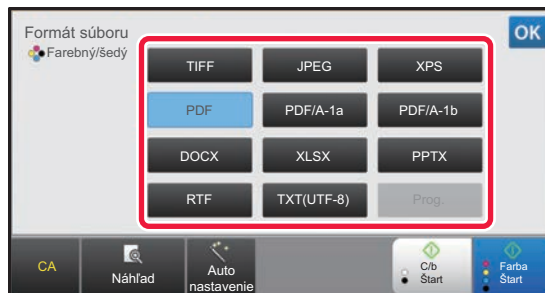 Formát súboru
OK
Farebný/šedý
TIFF JPEG XPS
PDF PDF/A-1a PDF/A-1b
DOCX XLSX PPTX
RTF TXT(UTF-8) Prog.
CA
Náhľad
Auto
nastavenie
C/b
Štart
Farba
Štart